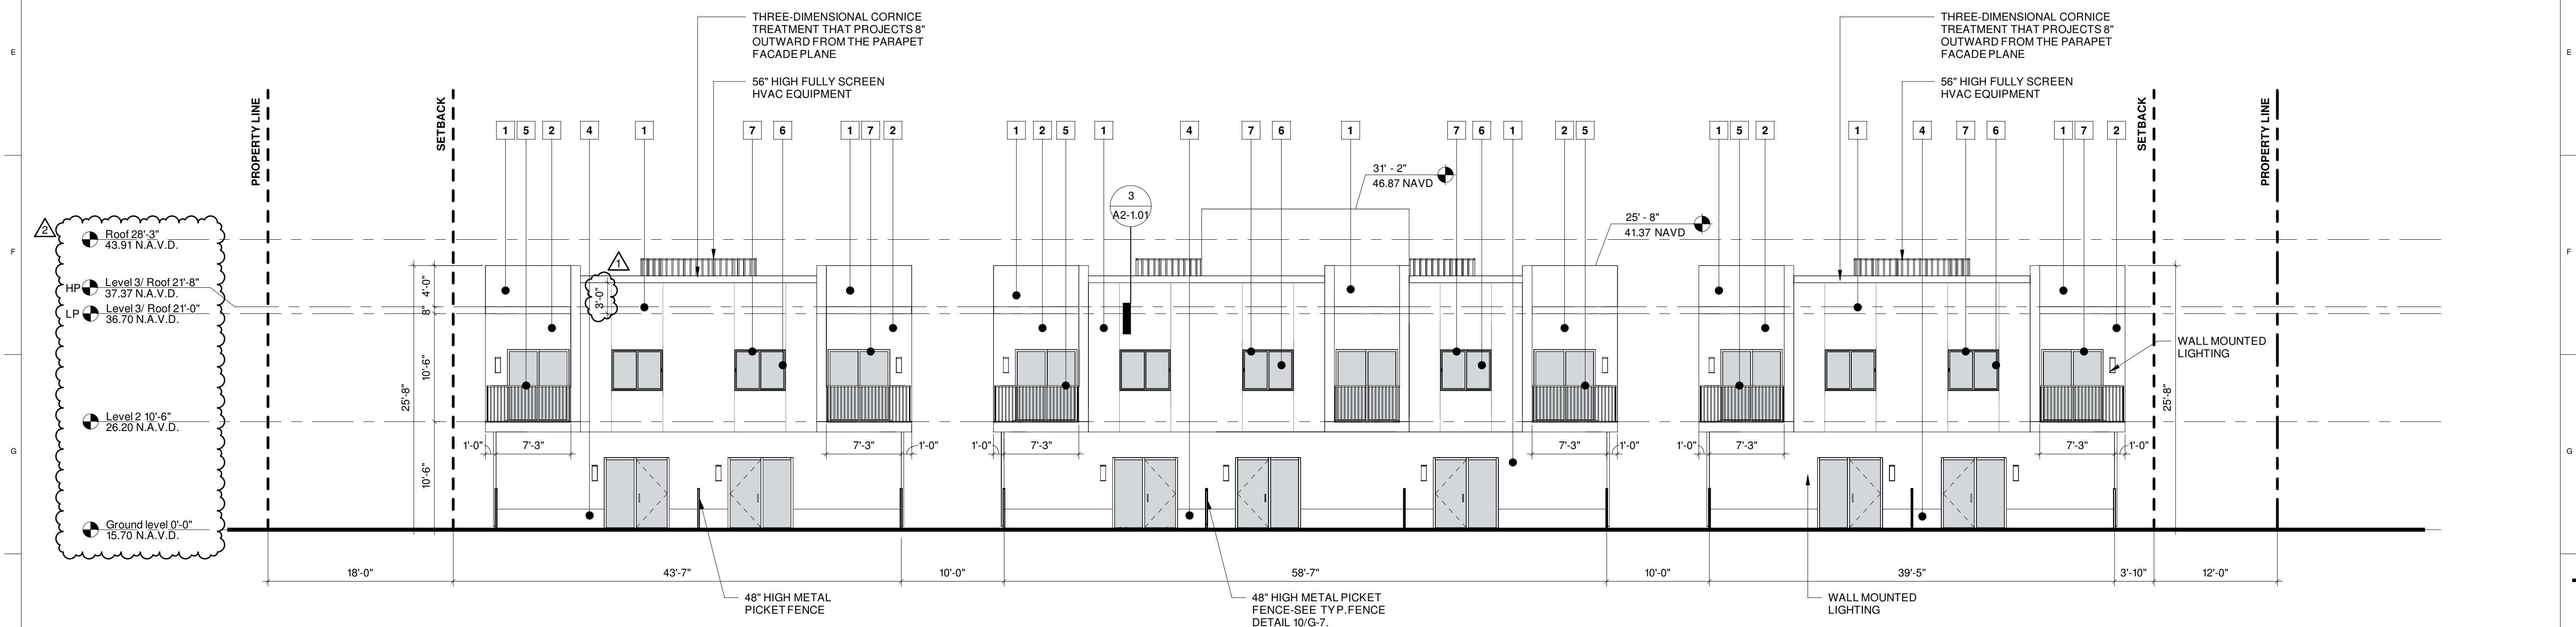 THREE-DIMENSIONAL CORNICE
TREATMENT THAT PROJECTS 8"
OUTWARD FROM THE PARAPET
FACADE PLANE
THREE-DIMENSIONAL CORNICE
TREATMENT THAT PROJECTS 8"
OUTWARD FROM THE PARAPET
FACADE PLANE
E
E
56" HIGH FULLY SCREEN
HVAC EQUIPMENT
56" HIGH FULLY SCREEN
HVAC EQUIPMENT
PROPERTY LINE
SETBACK
SETBACK
PROPERTY LINE
1 5 2 4 1 7 6 1 7 2 1 2 5 1 4 7 6 1 7 6 1 2 5 1 5 2 1 4 7 6 1 7 2
31' - 2"
46.87 NAVD
3
A2-1.01
25' - 8"
41.37 NAVD
2
Roof 28'-3"
43.91 N.A.V.D.
F
F
1
HP
Level 3/ Roof 21'-8"
37.37 N.A.V.D.
LP
Level 3/ Roof 21'-0"
36.70 N.A.V.D.
4'-0"
8"
3'-0"
10'-6"
25'-8"
WALL MOUNTED
LIGHTING
25'-8"
Level 2 10'-6"
26.20 N.A.V.D.
G
G
1'-0" 7'-3" 7'-3" 1'-0" 1'-0" 7'-3" 7'-3" 1'-0" 1'-0" 7'-3" 7'-3" 1'-0"
10'-6"
Ground level 0'-0"
15.70 N.A.V.D.
18'-0" 43'-7" 10'-0" 58'-7" 10'-0" 39'-5" 3'-10" 12'-0"
48" HIGH METAL
PICKET FENCE
48" HIGH METAL PICKET
FENCE-SEE TYP. FENCE
DETAIL 10/G-7.
WALL MOUNTED
LIGHTING